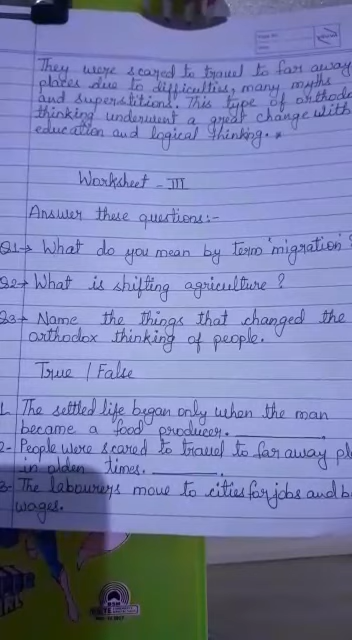 They were scared to travel to far away
places due to difficulties, many myths
and superstitions. This type of orthodo
thinking underwent a great change with
education and logical thinking.
Worksheet - III
Answer these questions:-
Q1→ What do you mean by term 'migration'?
Q2→ What is shifting agriculture?
Q3→ Name the things that changed the
orthodox thinking of people.
True / False
1. The settled life began only when the man
became a food producer. ________.
2- People were scared to travel to far away pl
in olden times. ________.
3- The labourers move to cities for jobs and b
wages.